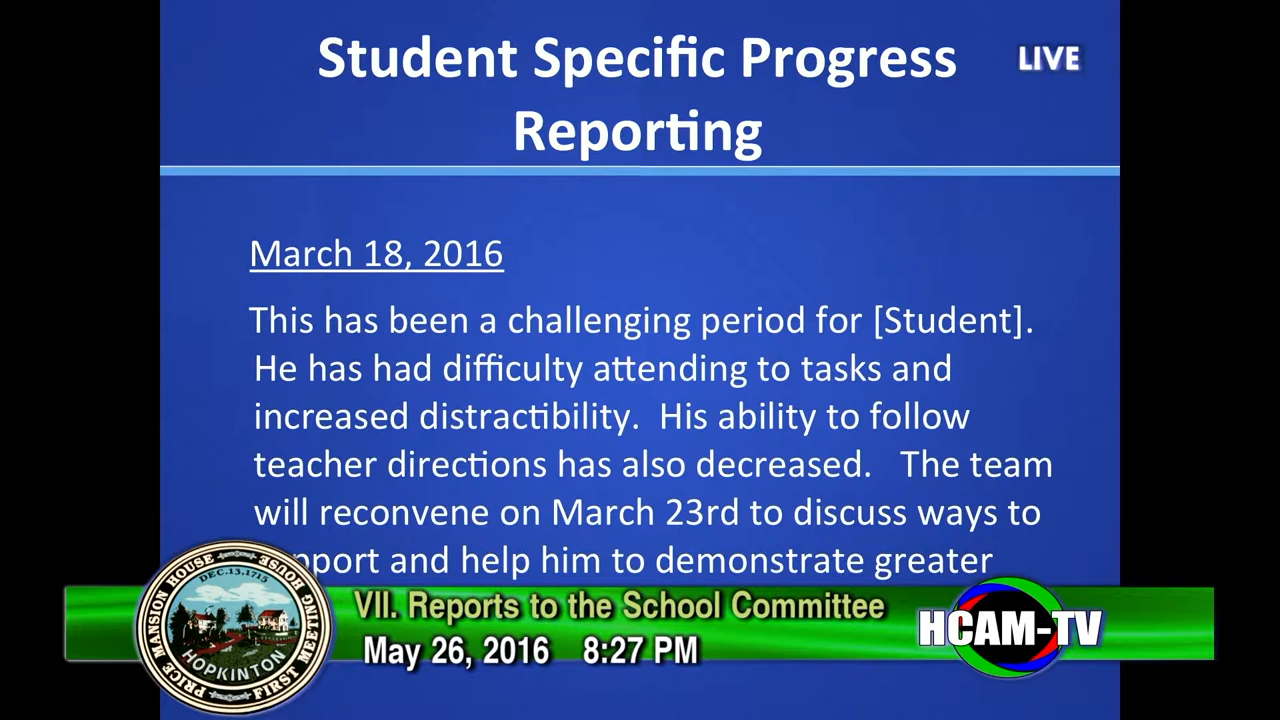 Student Specific Progress
Reporting
LIVE
March 18, 2016
This has been a challenging period for [Student].
He has had difficulty attending to tasks and
increased distractibility.  His ability to follow
teacher directions has also decreased.   The team
will reconvene on March 23rd to discuss ways to
and help him to demonstrate greater
VII. Reports to the School Committee
May 26, 2016 8:27 PM
PRICE MANSION HOUSE FIRST MEETING HOUSE
DEC.13.1715
HOPKINTON
HCAM-TV